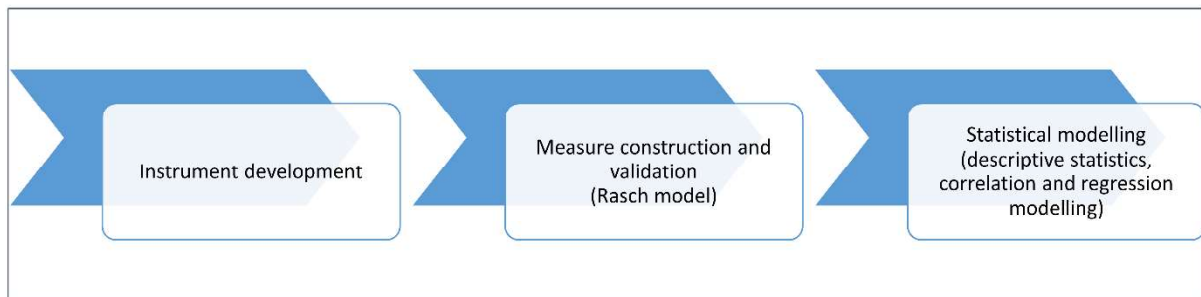 Instrument development
Measure construction and
validation
(Rasch model)
Statistical modelling
(descriptive statistics,
correlation and regression
modelling)